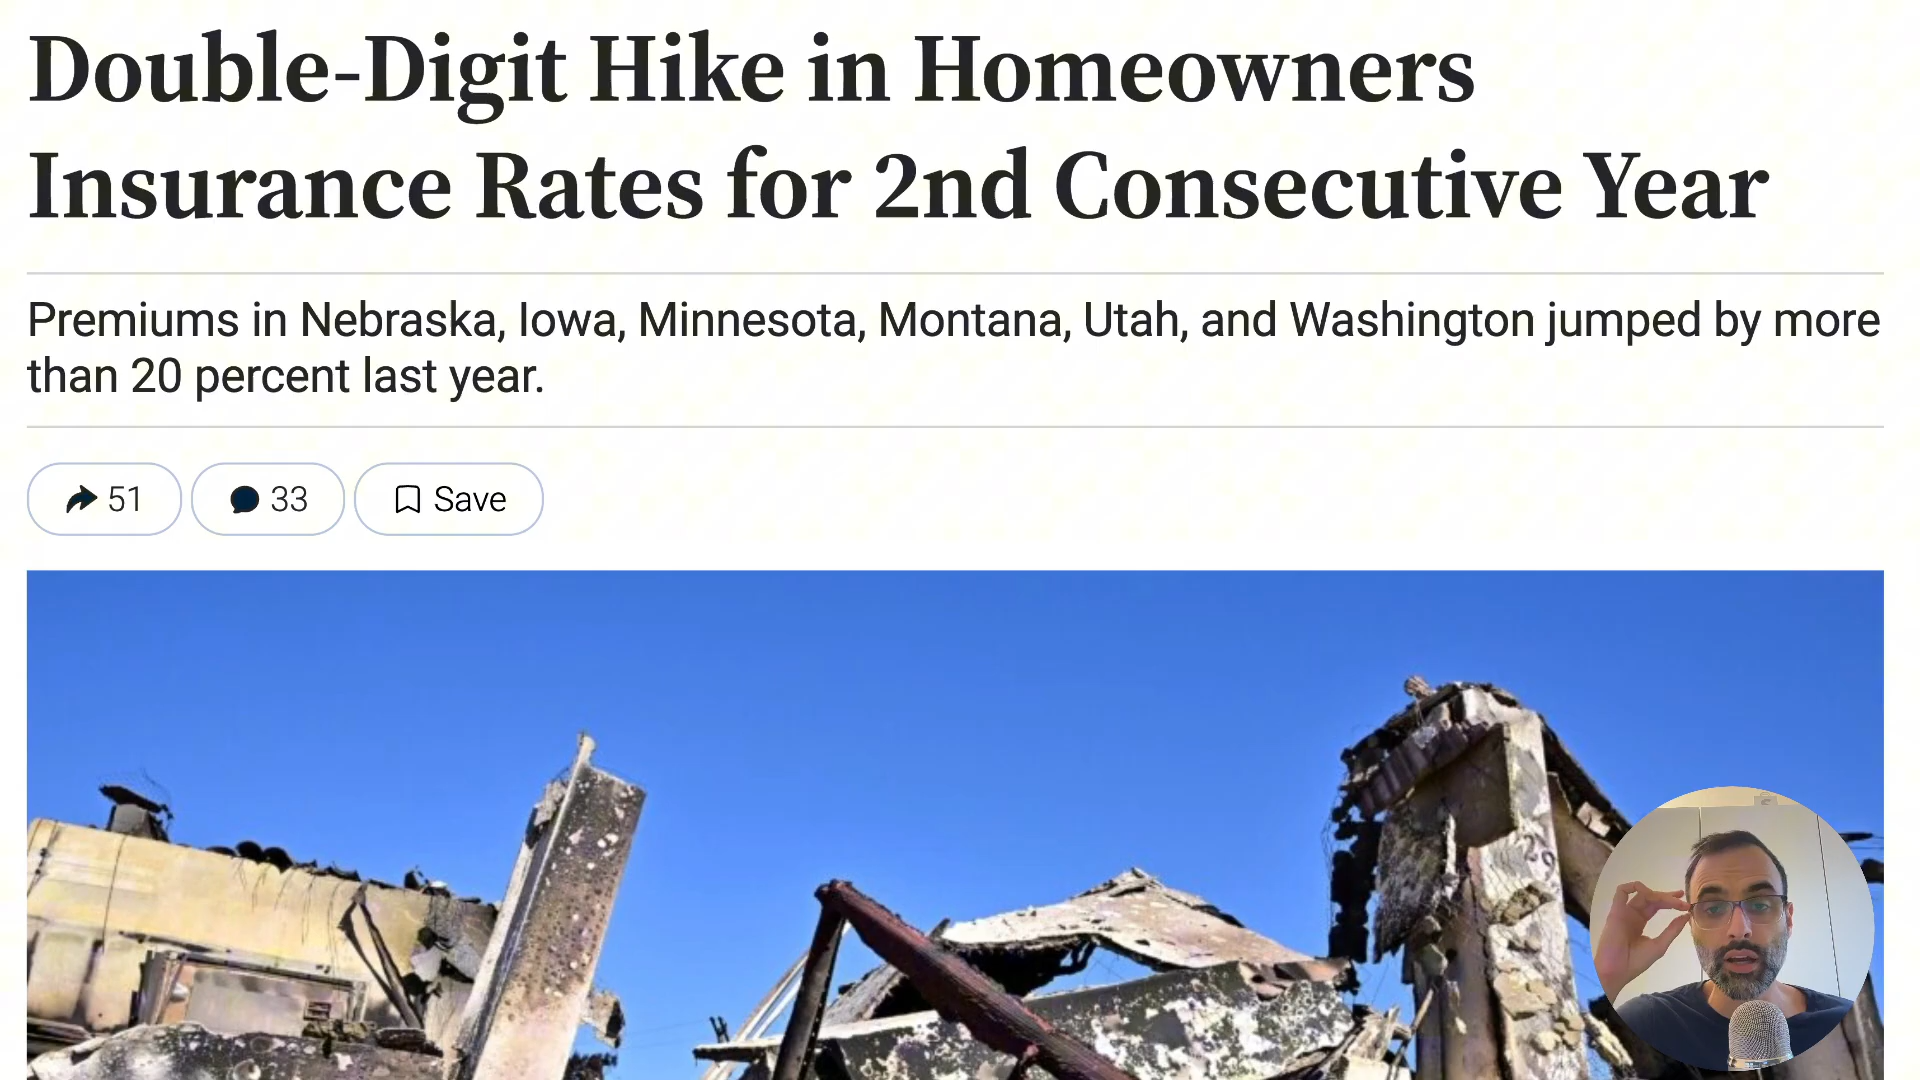 Double-Digit Hike in Homeowners
Insurance Rates for 2nd Consecutive Year
Premiums in Nebraska, Iowa, Minnesota, Montana, Utah, and Washington jumped by more
than 20 percent last year.
51
33
Save